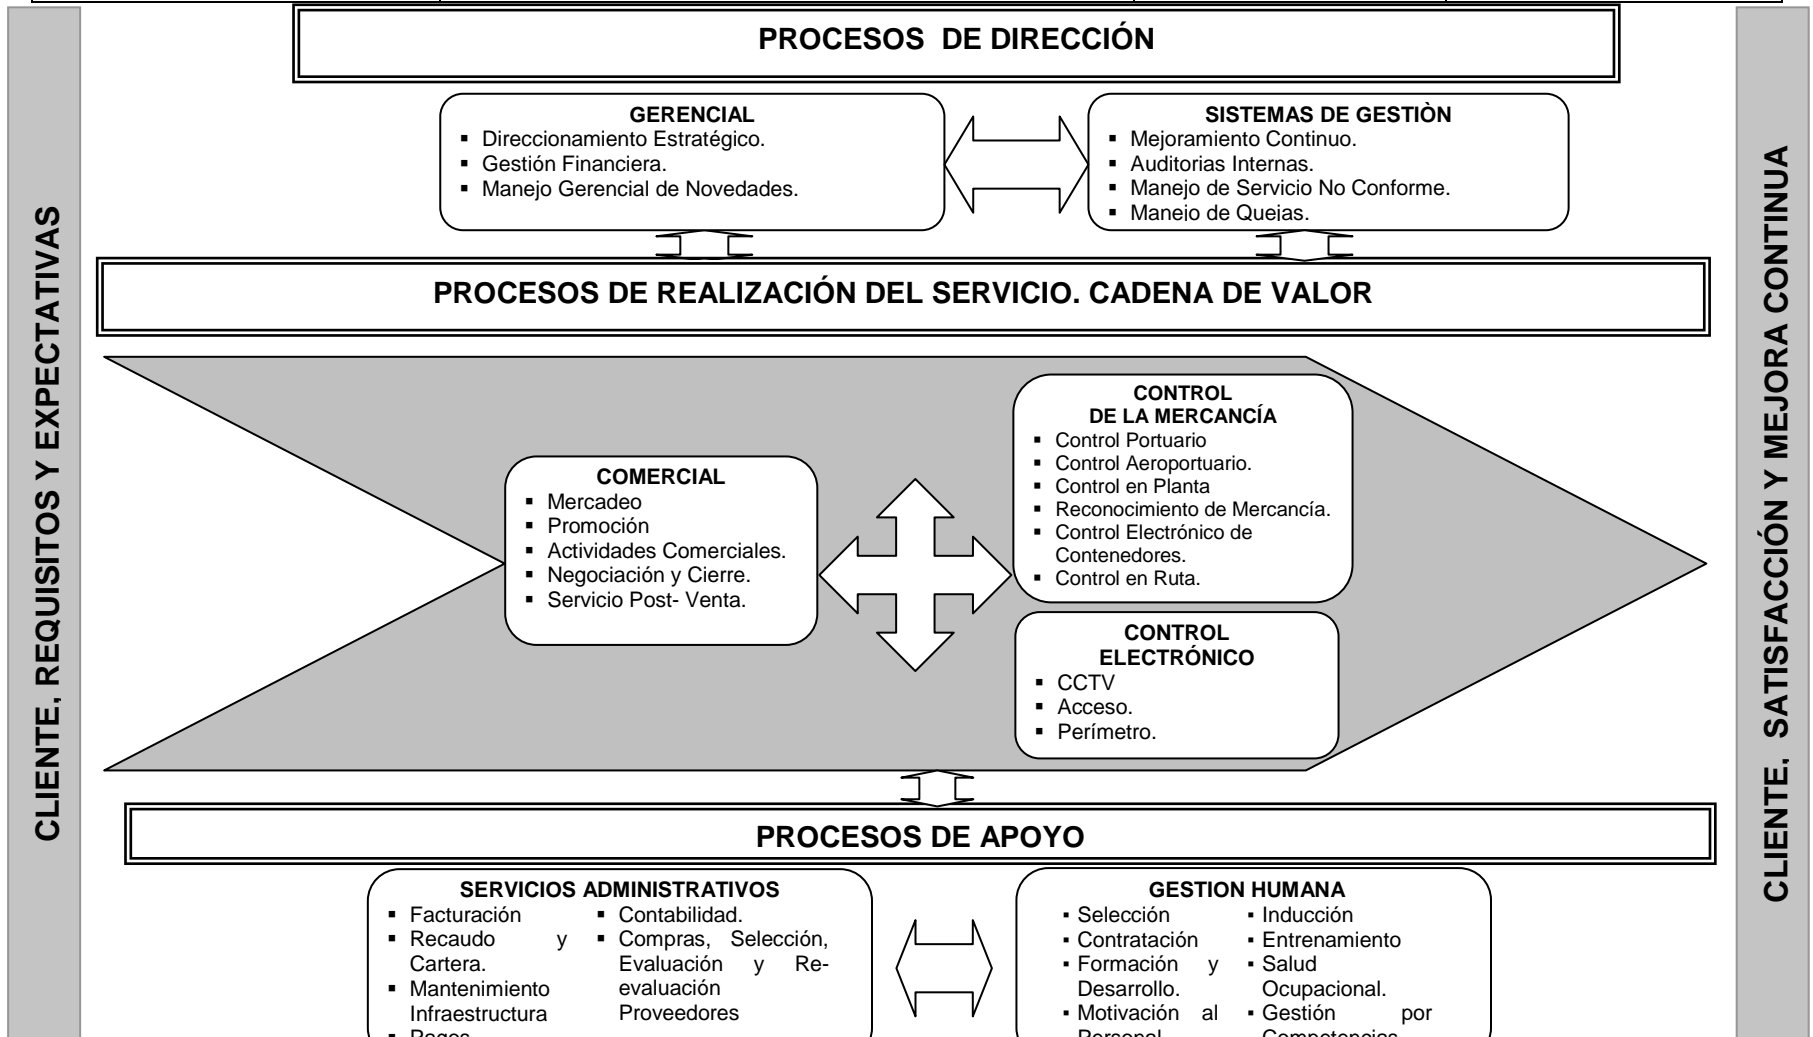 PROCESOS DE DIRECCIÓN
GERENCIAL
▪ Direccionamiento Estratégico.
▪ Gestión Financiera.
▪ Manejo Gerencial de Novedades.
SISTEMAS DE GESTIÒN
▪ Mejoramiento Continuo.
▪ Auditorias Internas.
▪ Manejo de Servicio No Conforme.
▪ Manejo de Quejas.
CLIENTE, REQUISITOS Y EXPECTATIVAS
PROCESOS DE REALIZACIÓN DEL SERVICIO. CADENA DE VALOR
COMERCIAL
▪ Mercadeo
▪ Promoción
▪ Actividades Comerciales.
▪ Negociación y Cierre.
▪ Servicio Post- Venta.
CONTROL
DE LA MERCANCÍA
▪ Control Portuario
▪ Control Aeroportuario.
▪ Control en Planta
▪ Reconocimiento de Mercancía.
▪ Control Electrónico de
Contenedores.
▪ Control en Ruta.
CONTROL
ELECTRÓNICO
▪ CCTV
▪ Acceso.
▪ Perímetro.
CLIENTE, SATISFACCIÓN Y MEJORA CONTINUA
PROCESOS DE APOYO
SERVICIOS ADMINISTRATIVOS
▪ Facturación
▪ Recaudo y
Cartera.
▪ Mantenimiento
Infraestructura
▪ Pagos
▪ Contabilidad.
▪ Compras, Selección,
Evaluación y Re-
evaluación
Proveedores
GESTION HUMANA
▪ Selección
▪ Contratación
▪ Formación y
Desarrollo.
▪ Motivación al
Personal
▪ Inducción
▪ Entrenamiento
▪ Salud
Ocupacional.
▪ Gestión por
Competencias